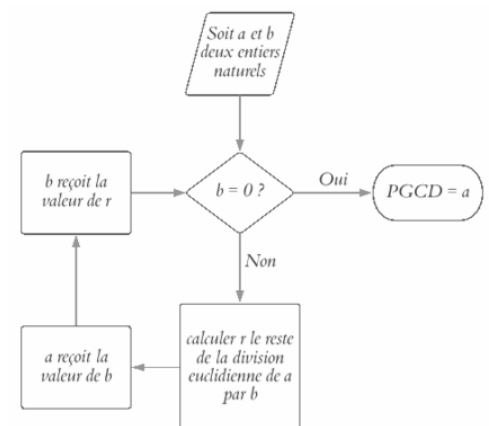 Soit a et b
deux entiers
naturels
b reçoit la
valeur de r
b = 0 ?
Oui
PGCD = a
Non
a reçoit la
valeur de b
calculer r le reste
de la division
euclidienne de a
par b